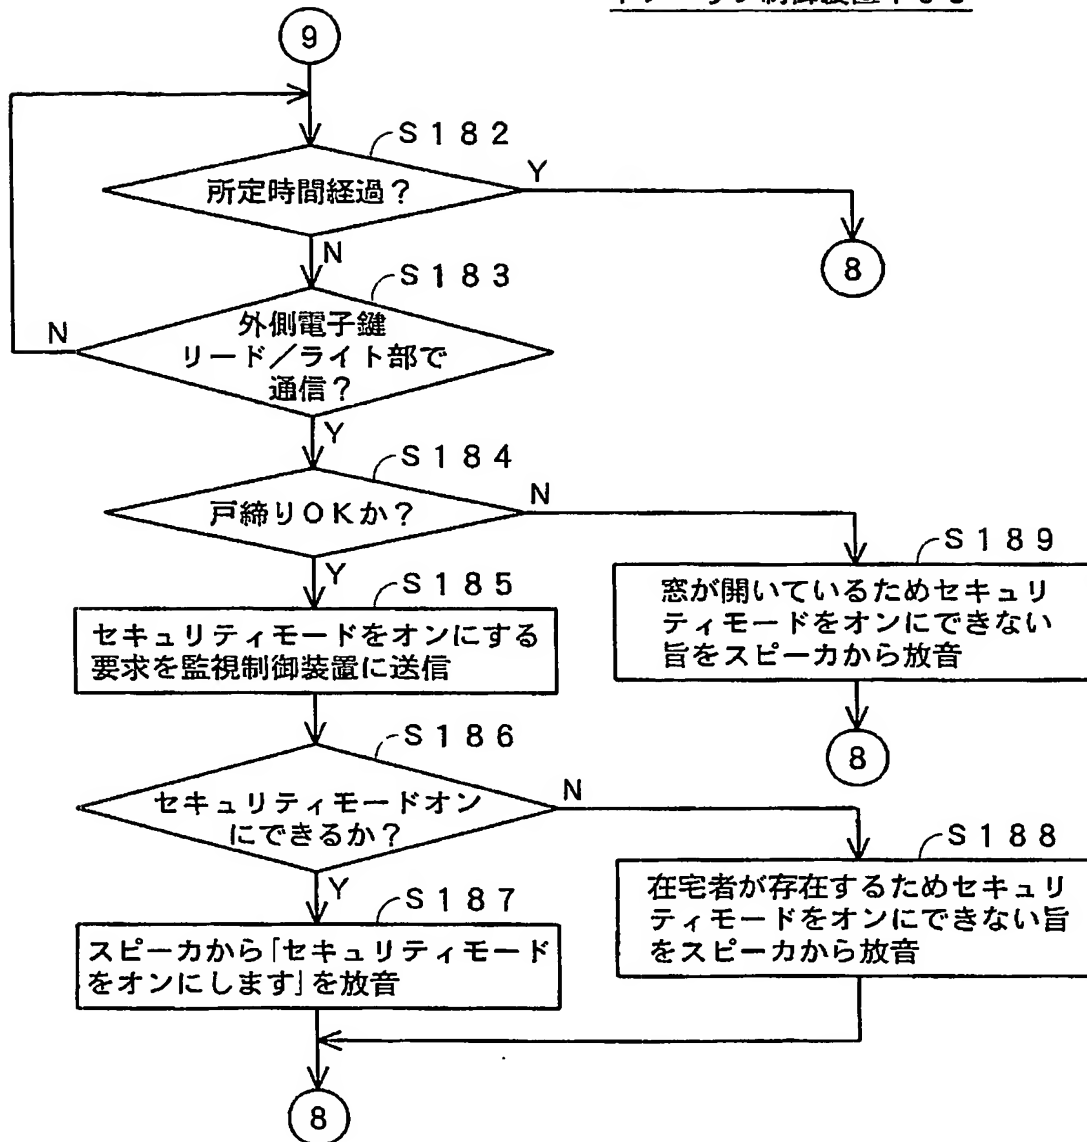 9
S182
所定時間経過?
Y
8
N
S183
外側電子鍵
リード/ライト部で
通信?
N
Y
S184
戸締りOKか?
N
Y
S185
セキュリティモードをオンにする
要求を監視制御装置に送信
S189
窓が開いているためセキュリ
ティモードをオンにできない
旨をスピーカから放音
8
S186
セキュリティモードオン
にできるか?
N
Y
S187
スピーカから「セキュリティモード
をオンにします」を放音
S188
在宅者が存在するためセキュリ
ティモードをオンにできない旨
をスピーカから放音
8